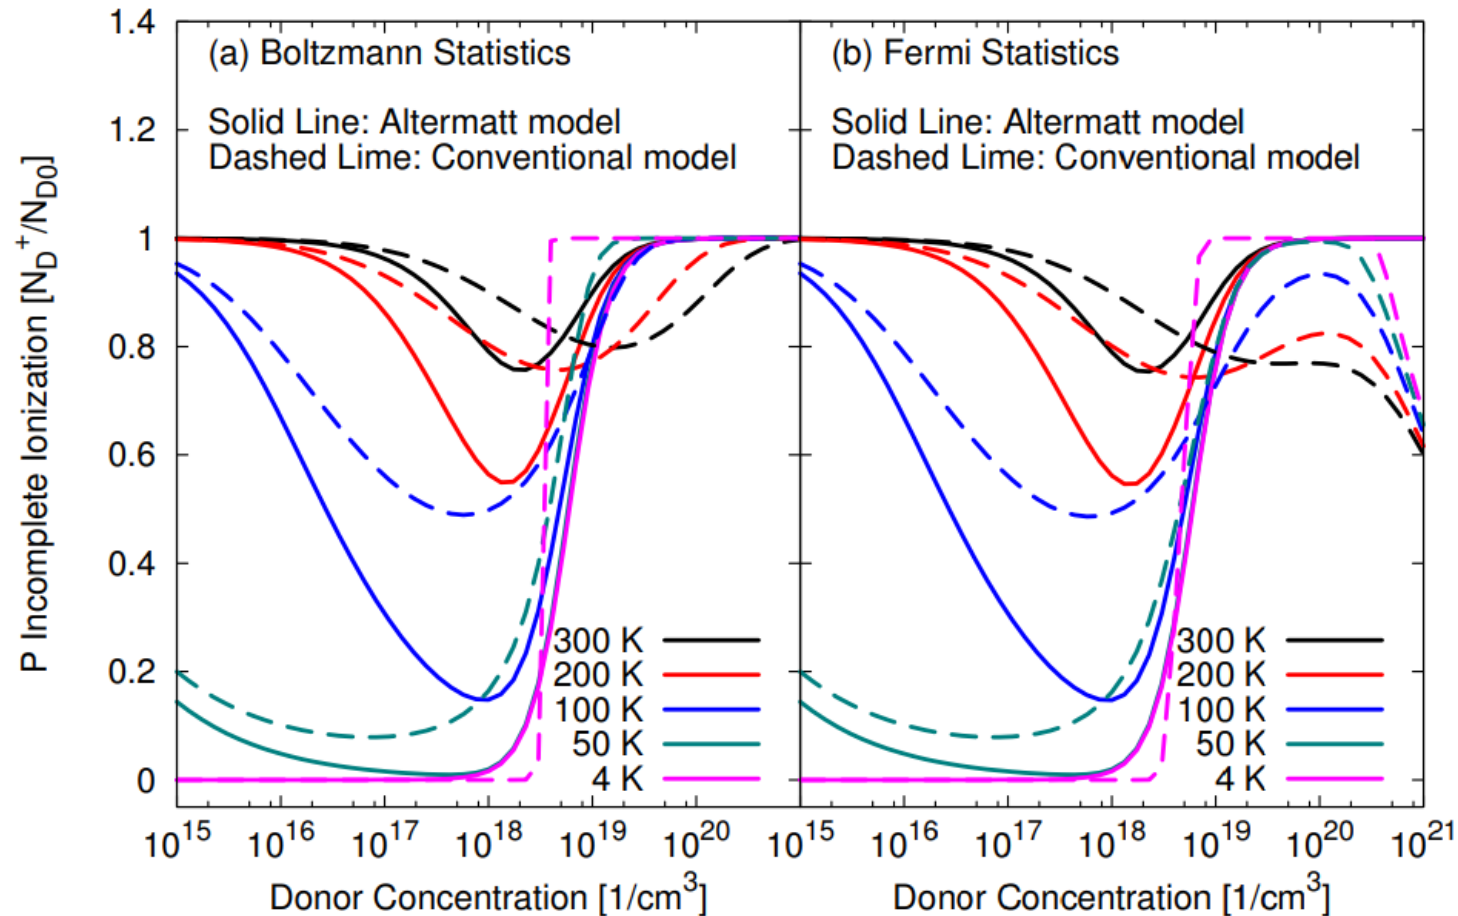 (a) Boltzmann Statistics
Solid Line: Altermatt model
Dashed Lime: Conventional model
(b) Fermi Statistics
Solid Line: Altermatt model
Dashed Lime: Conventional model
P Incomplete Ionization [N_D^+/N_D0]
1.4
1.2
1
0.8
0.6
0.4
0.2
0
300 K
200 K
100 K
50 K
4 K
300 K
200 K
100 K
50 K
4 K
10^15 10^16 10^17 10^18 10^19 10^20 10^15 10^16 10^17 10^18 10^19 10^20 10^21
Donor Concentration [1/cm^3] Donor Concentration [1/cm^3]